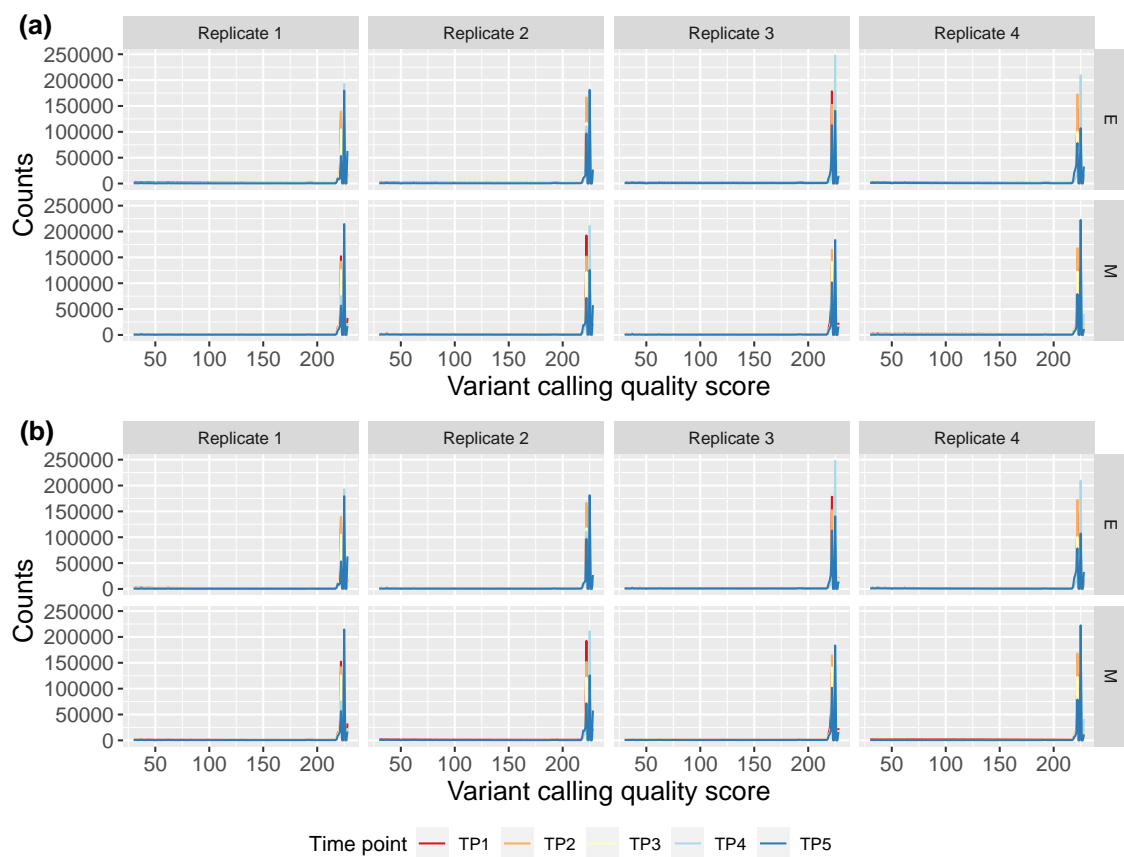 (a)
Replicate 1 Replicate 2 Replicate 3 Replicate 4
250000
200000
150000
100000
50000
0
E
Counts
250000
200000
150000
100000
50000
0
M
50 100 150 200 50 100 150 200 50 100 150 200 50 100 150 200
Variant calling quality score
(b)
Replicate 1 Replicate 2 Replicate 3 Replicate 4
250000
200000
150000
100000
50000
0
E
Counts
250000
200000
150000
100000
50000
0
M
50 100 150 200 50 100 150 200 50 100 150 200 50 100 150 200
Variant calling quality score
Time point TP1 TP2 TP3 TP4 TP5